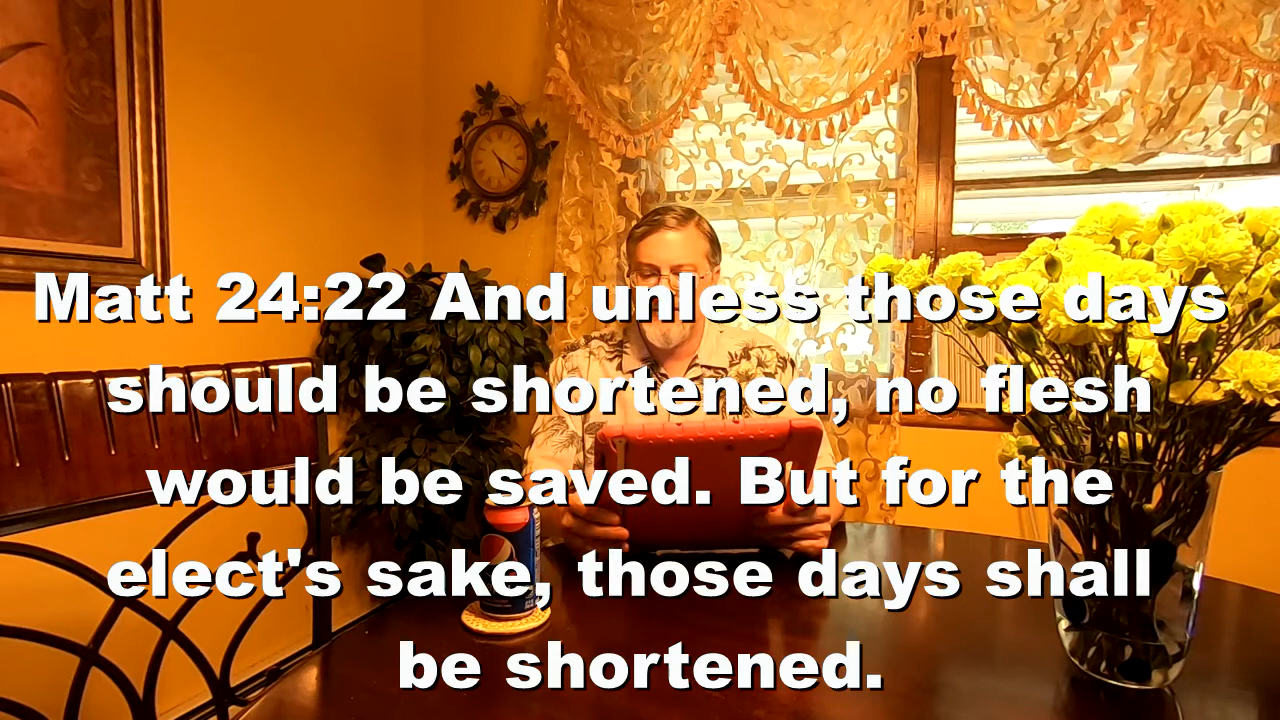 Matt 24:22 And unless those days
should be shortened, no flesh
would be saved. But for the
elect's sake, those days shall
be shortened.